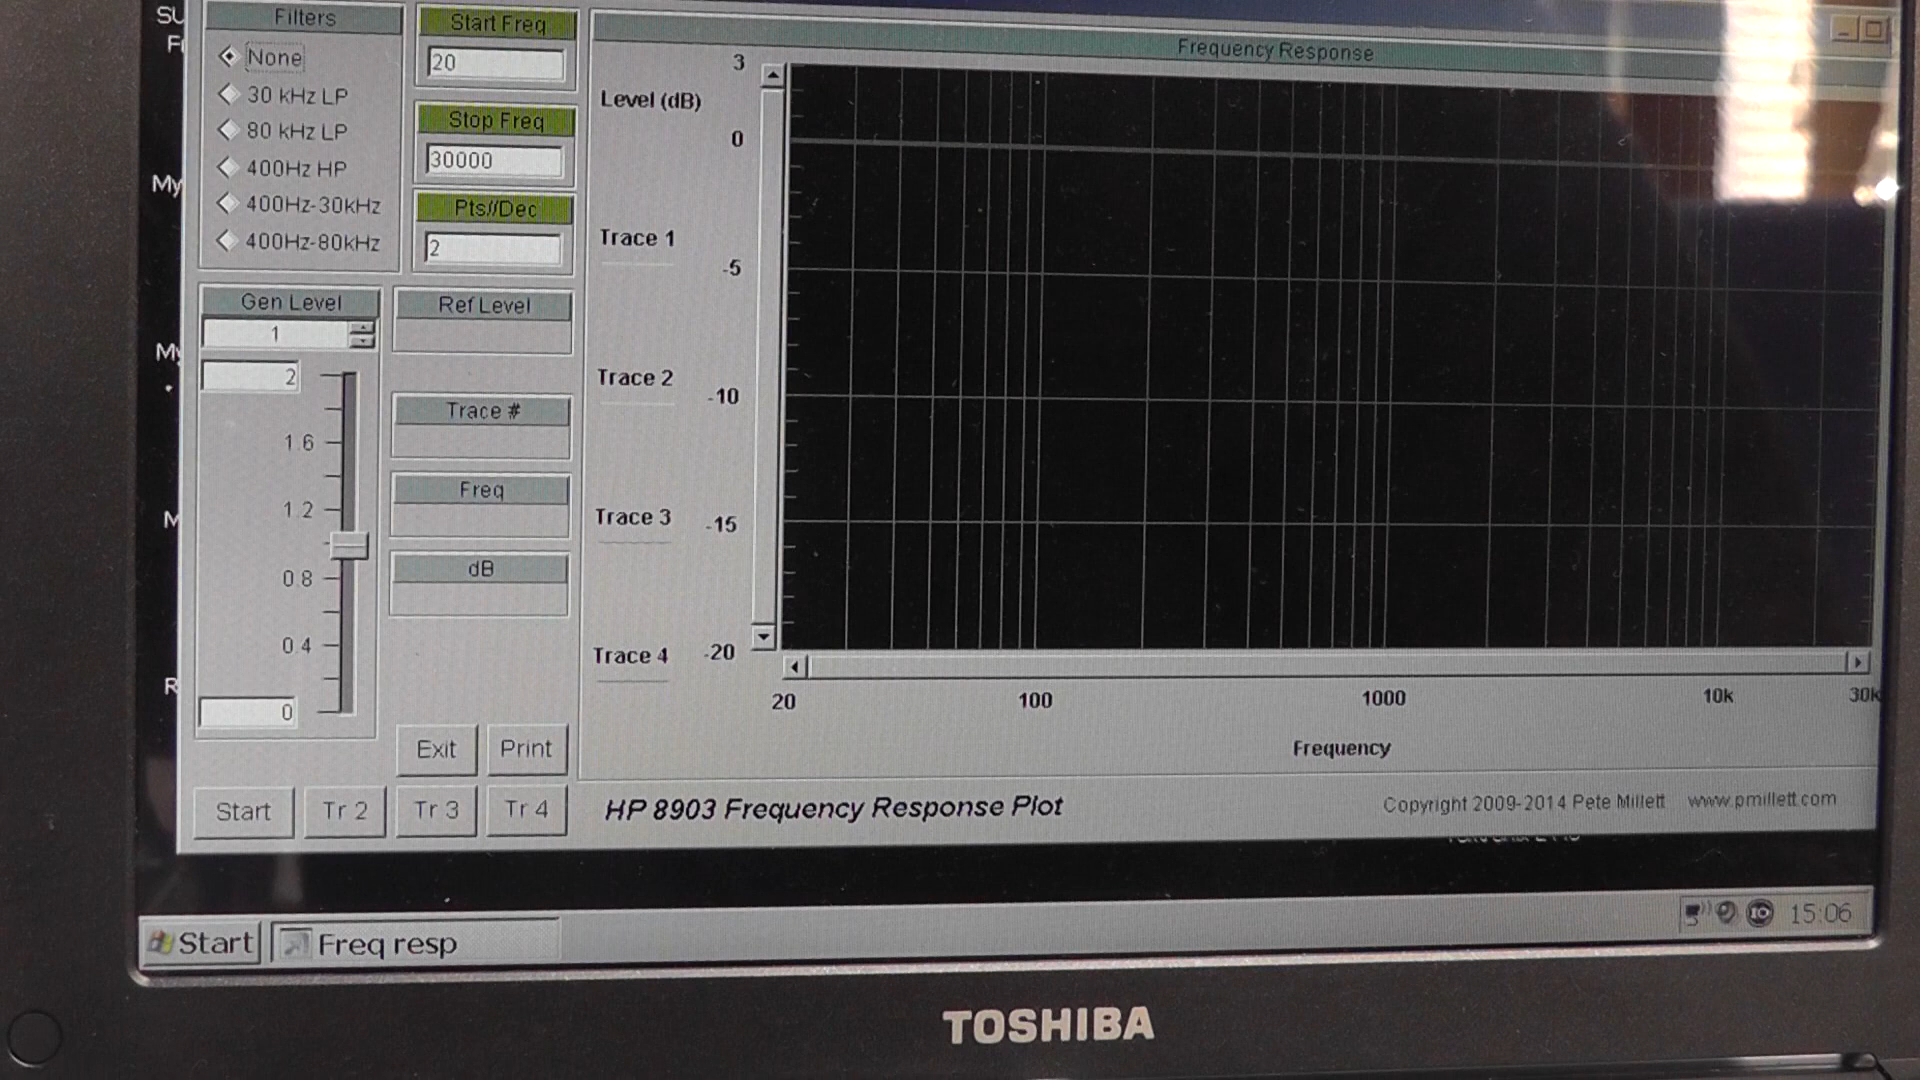 Filters
None
30 kHz LP
80 kHz LP
400Hz HP
400Hz-30kHz
400Hz-80kHz
Start Freq
20
Stop Freq
30000
Pts//Dec
2
Gen Level
1
2
1.6
1.2
0.8
0.4
0
Ref Level
Trace #
Freq
dB
Exit
Print
Start
Tr 2
Tr 3
Tr 4
Frequency Response
Level (dB)
3
0
-5
-10
-15
-20
Trace 1
Trace 2
Trace 3
Trace 4
20
100
1000
10k
30k
Frequency
HP 8903 Frequency Response Plot
Copyright 2009-2014 Pete Millett www.pmillett.com
My
Start
Freq resp
15:06
TOSHIBA